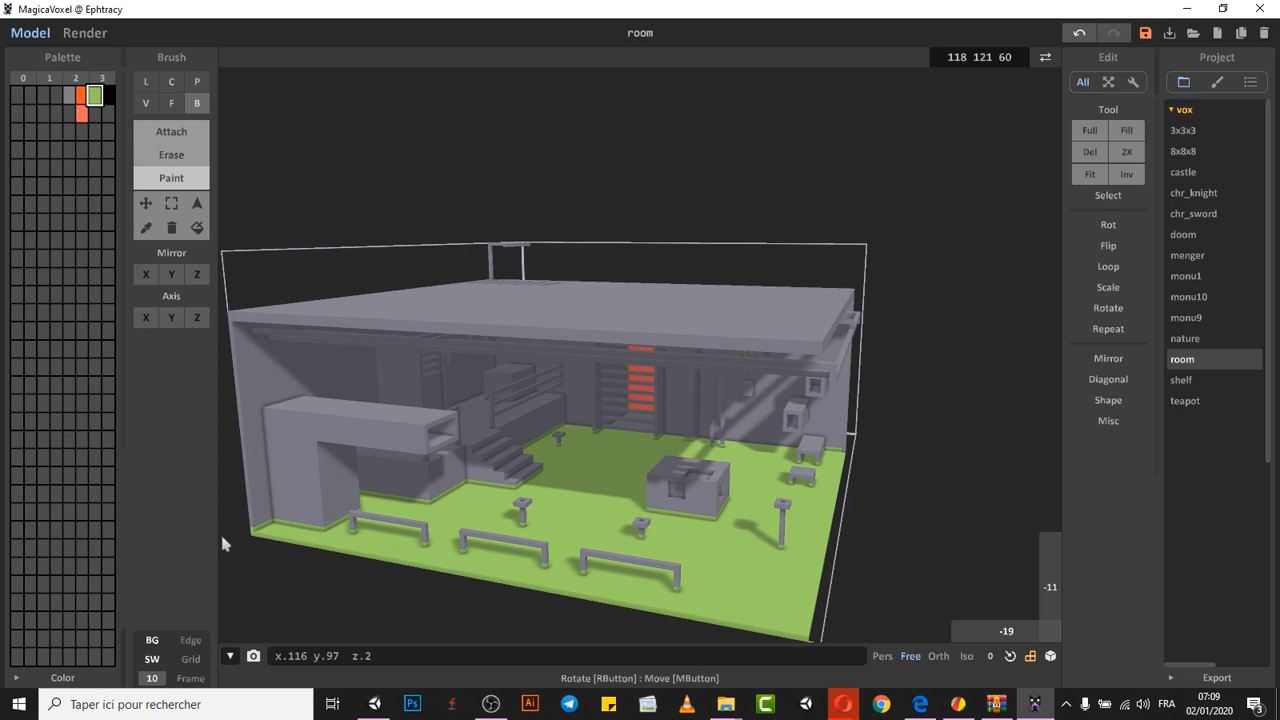 MagicaVoxel @ Ephtracy
Model Render
room
Palette
0 1 2 3
Brush
L C P
V F B
Attach
Erase
Paint
Mirror
X Y Z
Axis
X Y Z
118 121 60
Edit
All
Tool
Full Fill
Del 2X
Fit Inv
Select
Rot
Flip
Loop
Scale
Rotate
Repeat
Mirror
Diagonal
Shape
Misc
Project
vox
3x3x3
8x8x8
castle
chr_knight
chr_sword
doom
menger
monu1
monu10
monu9
nature
room
shelf
teapot
-11
-19
BG Edge
SW Grid
10 Frame
Color
x.116 y.97 z.2
Pers Free Orth Iso 0
Rotate [RButton] : Move [MButton]
Export
Taper ici pour rechercher
Ps
Ai
FRA
07:09
02/01/2020
3